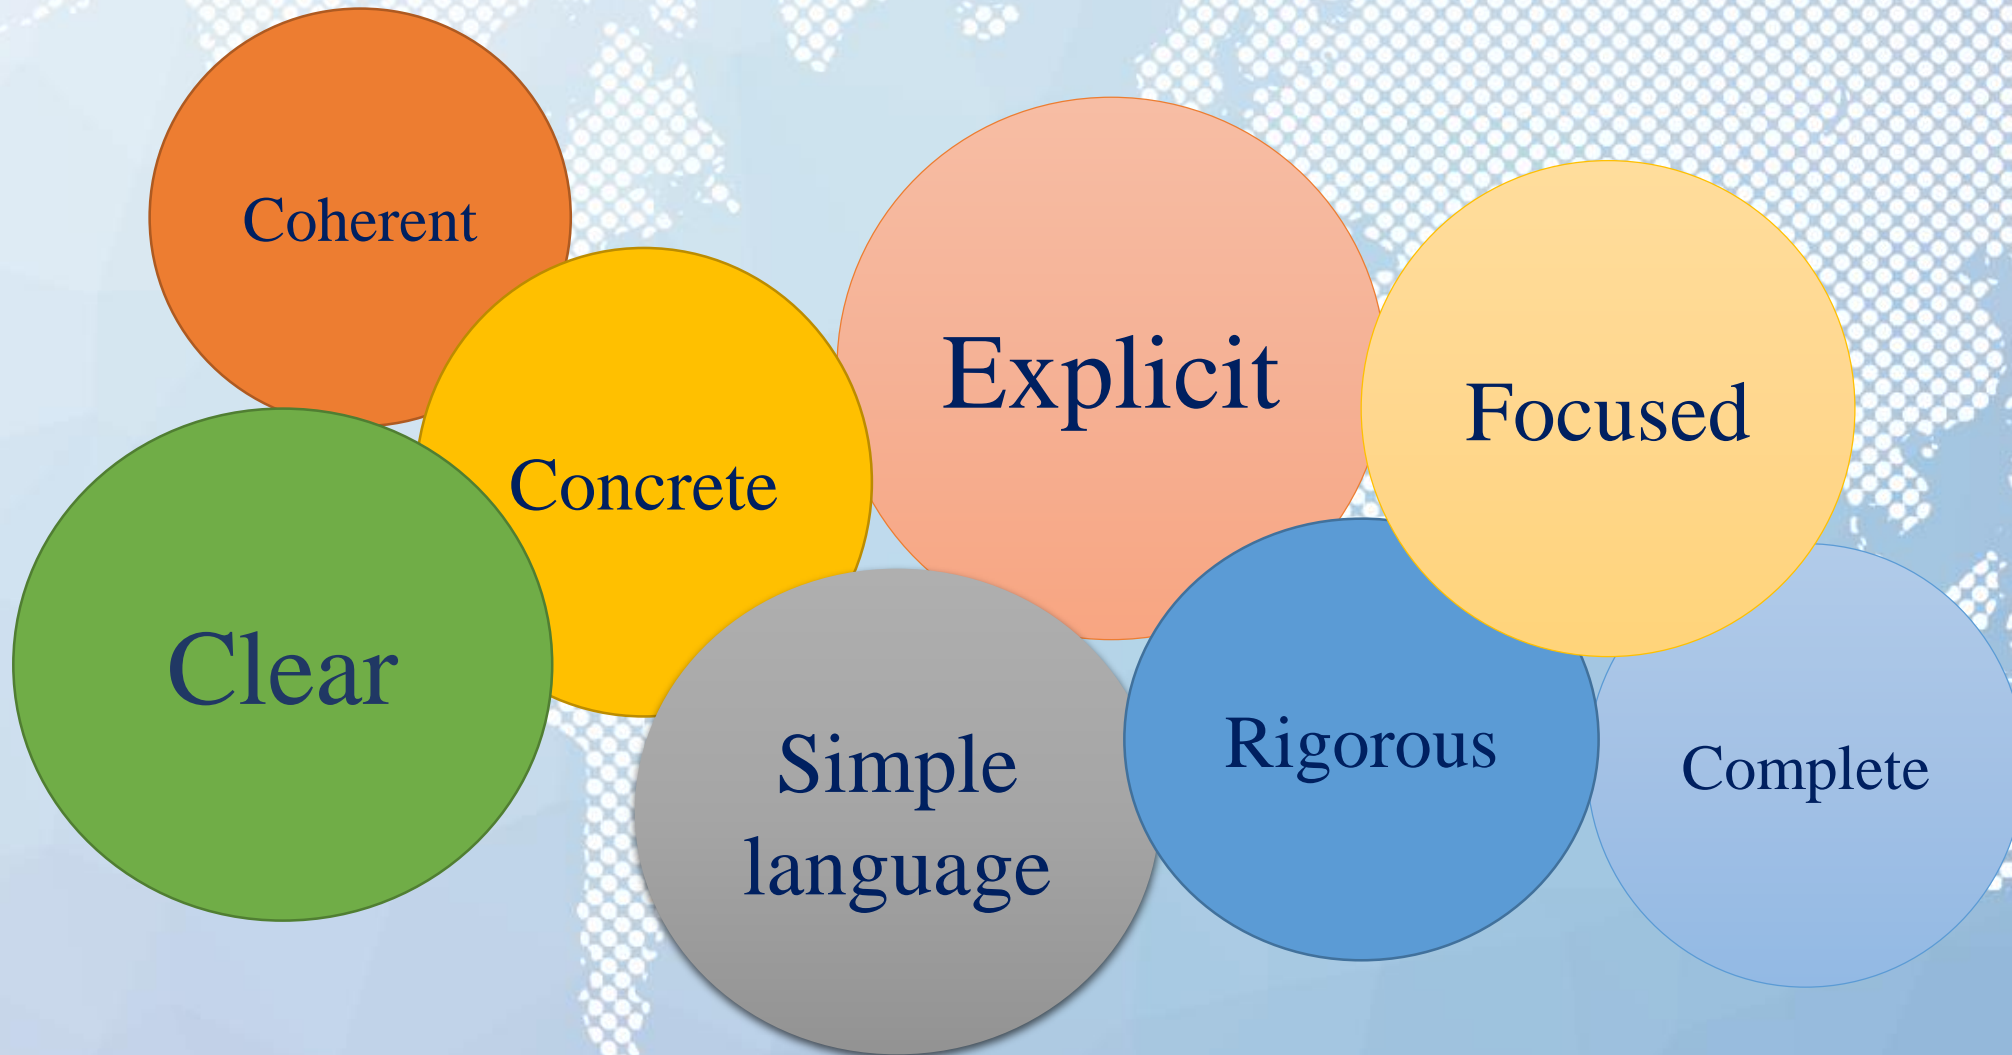 Coherent
Explicit
Focused
Concrete
Clear
Simple
language
Rigorous
Complete